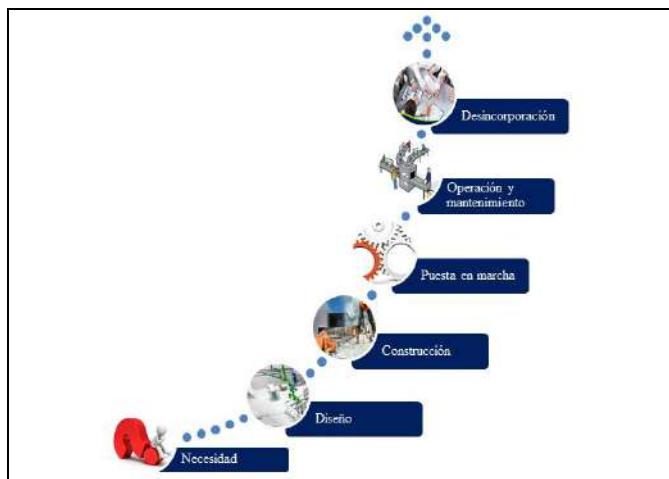 Desincorporación
Operación y
mantenimiento
Puesta en marcha
Construcción
Diseño
Necesidad